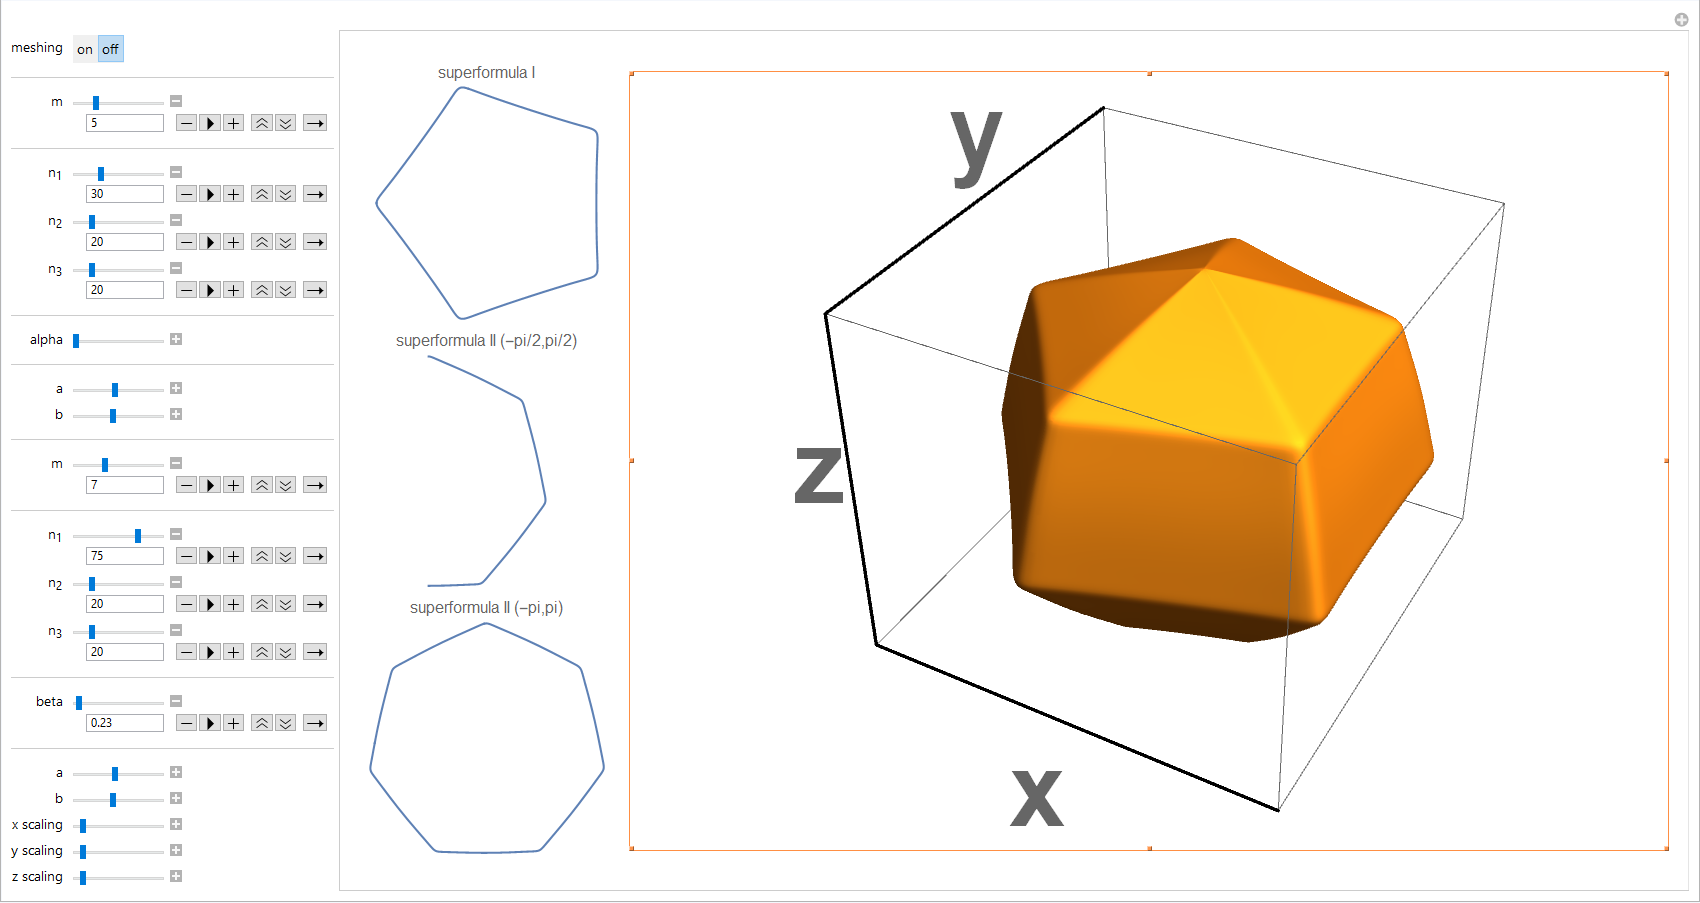 meshing on off
m
5
n1
30
n2
20
n3
20
alpha
a
b
m
7
n1
75
n2
20
n3
20
beta
0.23
a
b
x scaling
y scaling
z scaling
superformula I
superformula II (−pi/2,pi/2)
superformula II (−pi,pi)
y
z
x